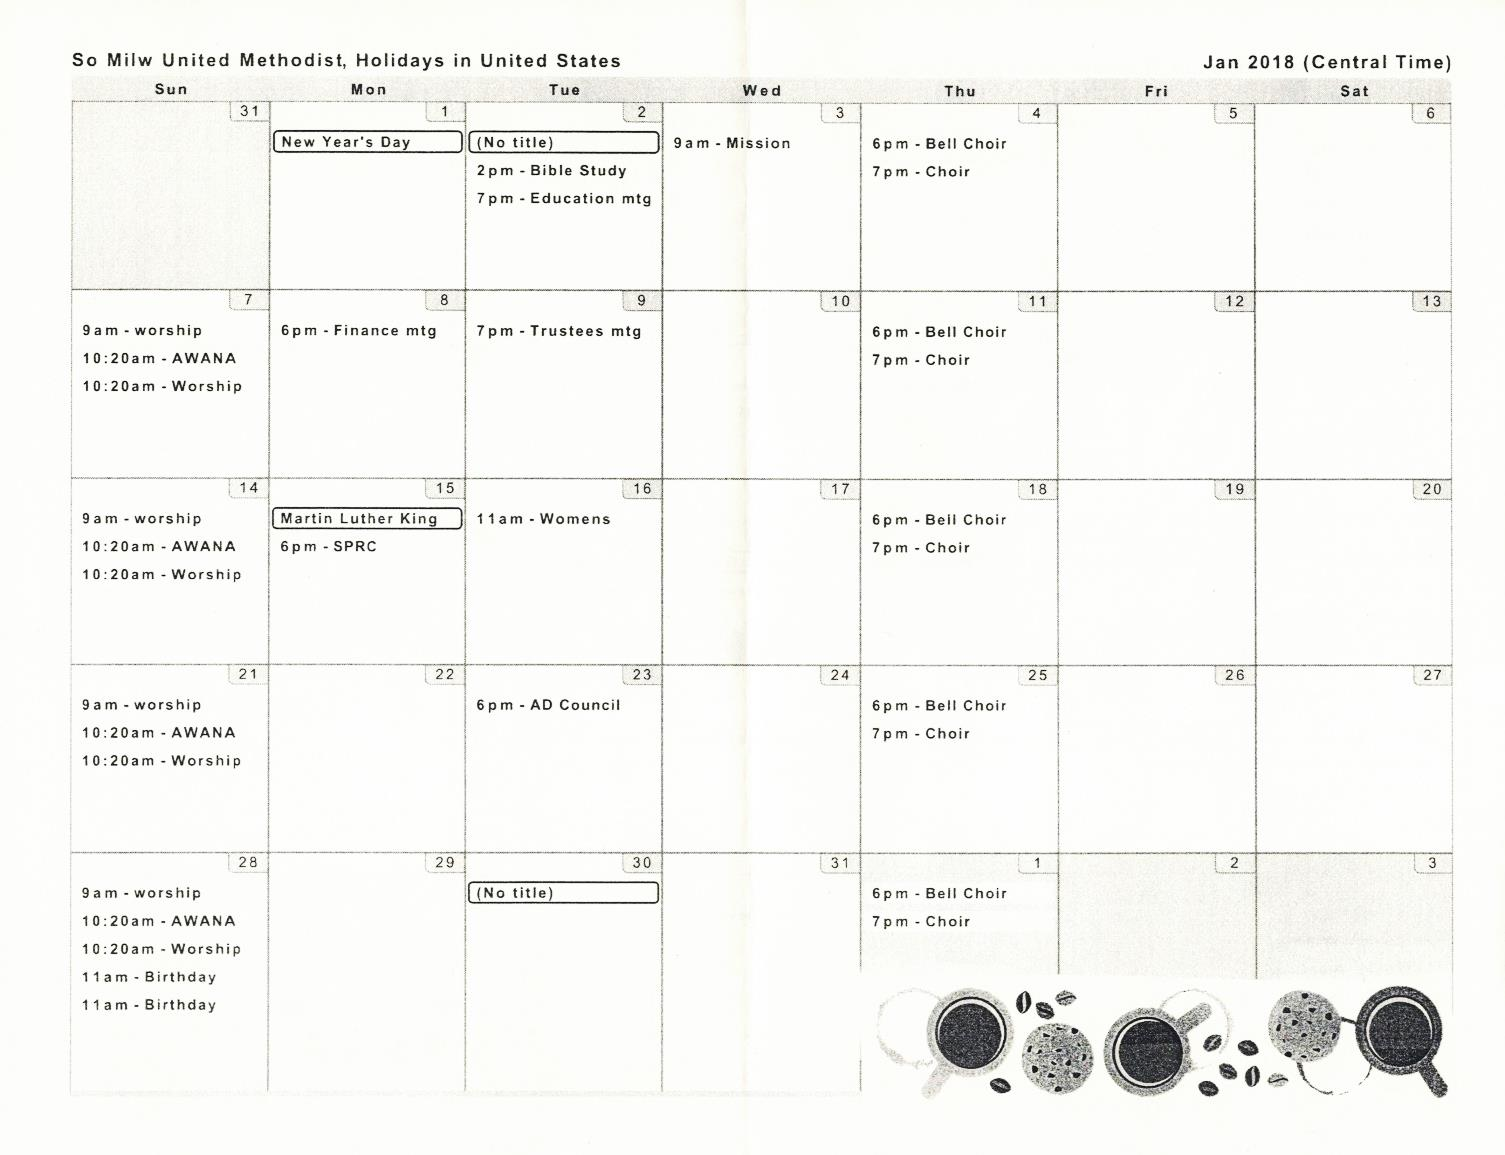 So Milw United Methodist, Holidays in United States
Jan 2018 (Central Time)
Sun Mon Tue Wed Thu Fri Sat
31 1 2 3 4 5 6
New Year's Day
(No title)
2pm - Bible Study
7pm - Education mtg
9am - Mission
6pm - Bell Choir
7pm - Choir
7 8 9 10 11 12 13
9am - worship
10:20am - AWANA
10:20am - Worship
6pm - Finance mtg
7pm - Trustees mtg
6pm - Bell Choir
7pm - Choir
14 15 16 17 18 19 20
9am - worship
10:20am - AWANA
10:20am - Worship
Martin Luther King
6pm - SPRC
11am - Womens
6pm - Bell Choir
7pm - Choir
21 22 23 24 25 26 27
9am - worship
10:20am - AWANA
10:20am - Worship
6pm - AD Council
6pm - Bell Choir
7pm - Choir
28 29 30 31 1 2 3
9am - worship
10:20am - AWANA
10:20am - Worship
11am - Birthday
11am - Birthday
(No title)
6pm - Bell Choir
7pm - Choir